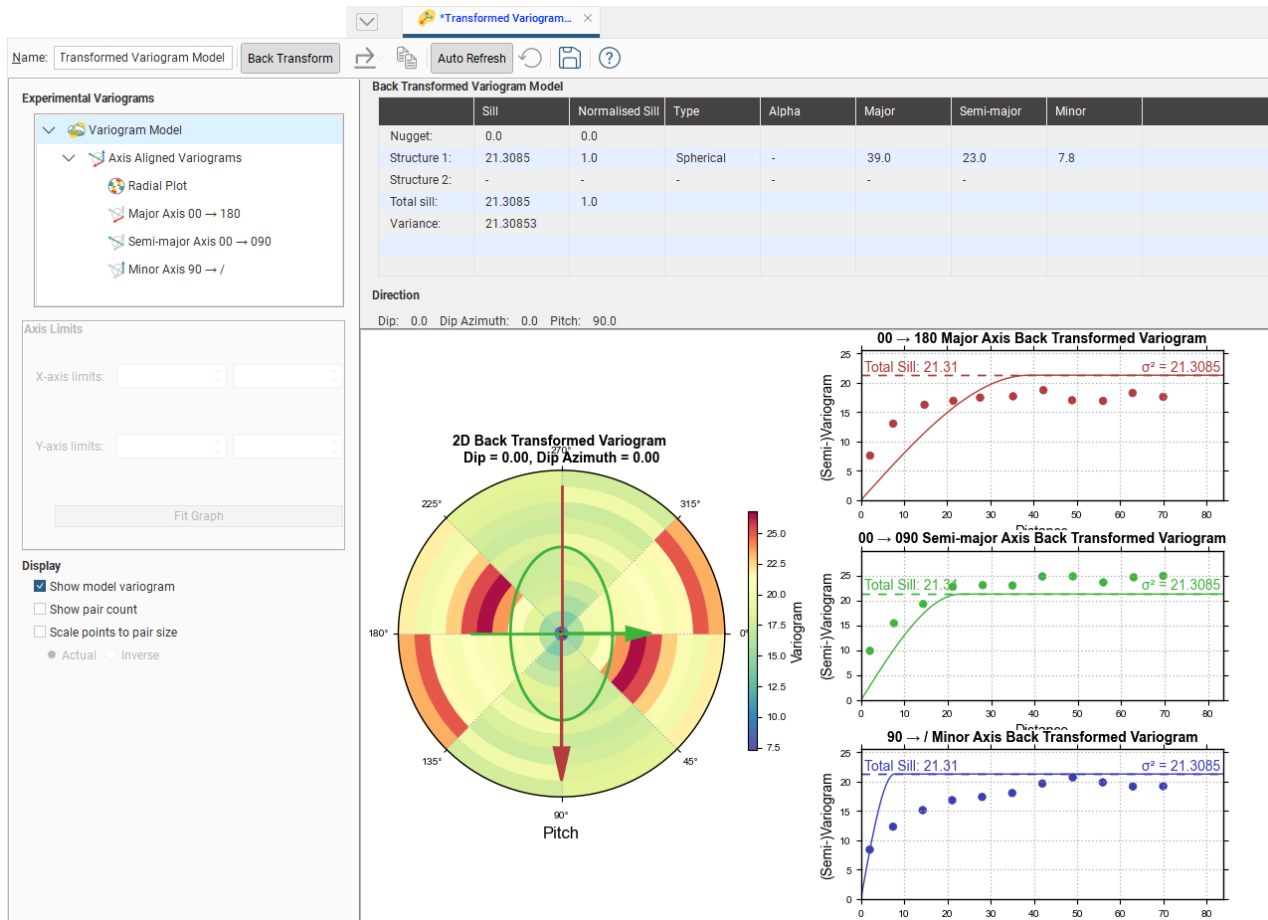 *Transformed Variogram...
Name: Transformed Variogram Model Back Transform Auto Refresh
Experimental Variograms
Variogram Model
Axis Aligned Variograms
Radial Plot
Major Axis 00 → 180
Semi-major Axis 00 → 090
Minor Axis 90 → /
Axis Limits
X-axis limits:
Y-axis limits:
Fit Graph
Display
Show model variogram
Show pair count
Scale points to pair size
Actual Inverse
Back Transformed Variogram Model
Sill Normalised Sill Type Alpha Major Semi-major Minor
Nugget: 0.0 0.0
Structure 1: 21.3085 1.0 Spherical - 39.0 23.0 7.8
Structure 2: - - - - - -
Total sill: 21.3085 1.0
Variance: 21.30853
Direction
Dip: 0.0 Dip Azimuth: 0.0 Pitch: 90.0
2D Back Transformed Variogram
Dip = 0.00, Dip Azimuth = 0.00
270°
225° 315°
180° 0°
135° 45°
90°
Pitch
25.0
22.5
20.0
17.5
15.0
12.5
10.0
7.5
Variogram
00 → 180 Major Axis Back Transformed Variogram
Total Sill: 21.31 σ² = 21.3085
25
20
15
10
5
0
(Semi-)Variogram
0 10 20 30 40 50 60 70 80
Distance
00 → 090 Semi-major Axis Back Transformed Variogram
Total Sill: 21.31 σ² = 21.3085
25
20
15
10
5
0
(Semi-)Variogram
0 10 20 30 40 50 60 70 80
Distance
90 → / Minor Axis Back Transformed Variogram
Total Sill: 21.31 σ² = 21.3085
25
20
15
10
5
0
(Semi-)Variogram
0 10 20 30 40 50 60 70 80